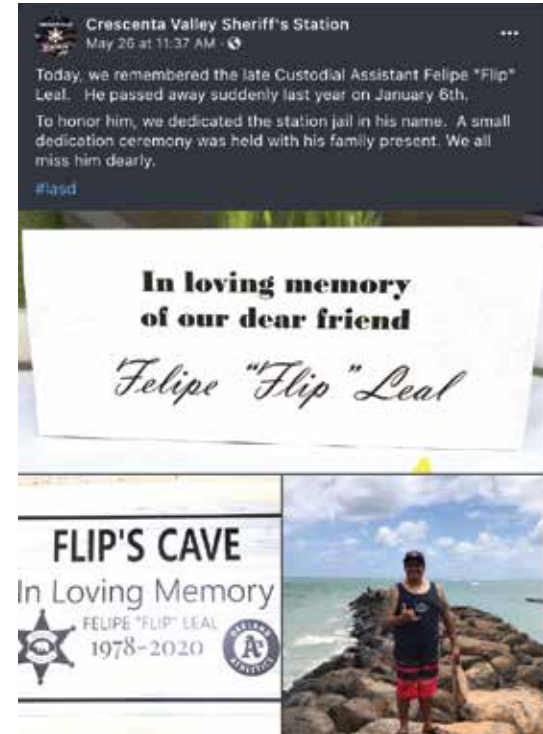 Crescenta Valley Sheriff's Station
May 26 at 11:37 AM ·
Today, we remembered the late Custodial Assistant Felipe "Flip"
Leal. He passed away suddenly last year on January 6th.
To honor him, we dedicated the station jail in his name. A small
dedication ceremony was held with his family present. We all
miss him dearly.
#lasd
In loving memory
of our dear friend
Felipe "Flip" Leal
FLIP'S CAVE
In Loving Memory
FELIPE "FLIP" LEAL
1978-2020
OAKLAND
A's
ATHLETICS